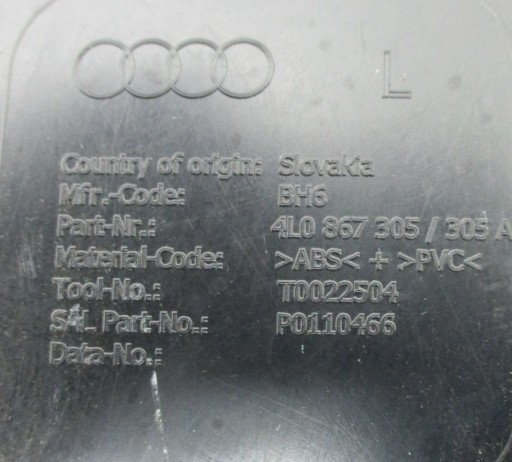 L
Country of origin: Slovakia
Mfr.-Code: BH6
Part-Nr.: 4L0 867 305 / 305 A
Material-Code: >ABS< + >PVC<
Tool-No.: T0022504
S4L Part-No.: P0110466
Data-No.: